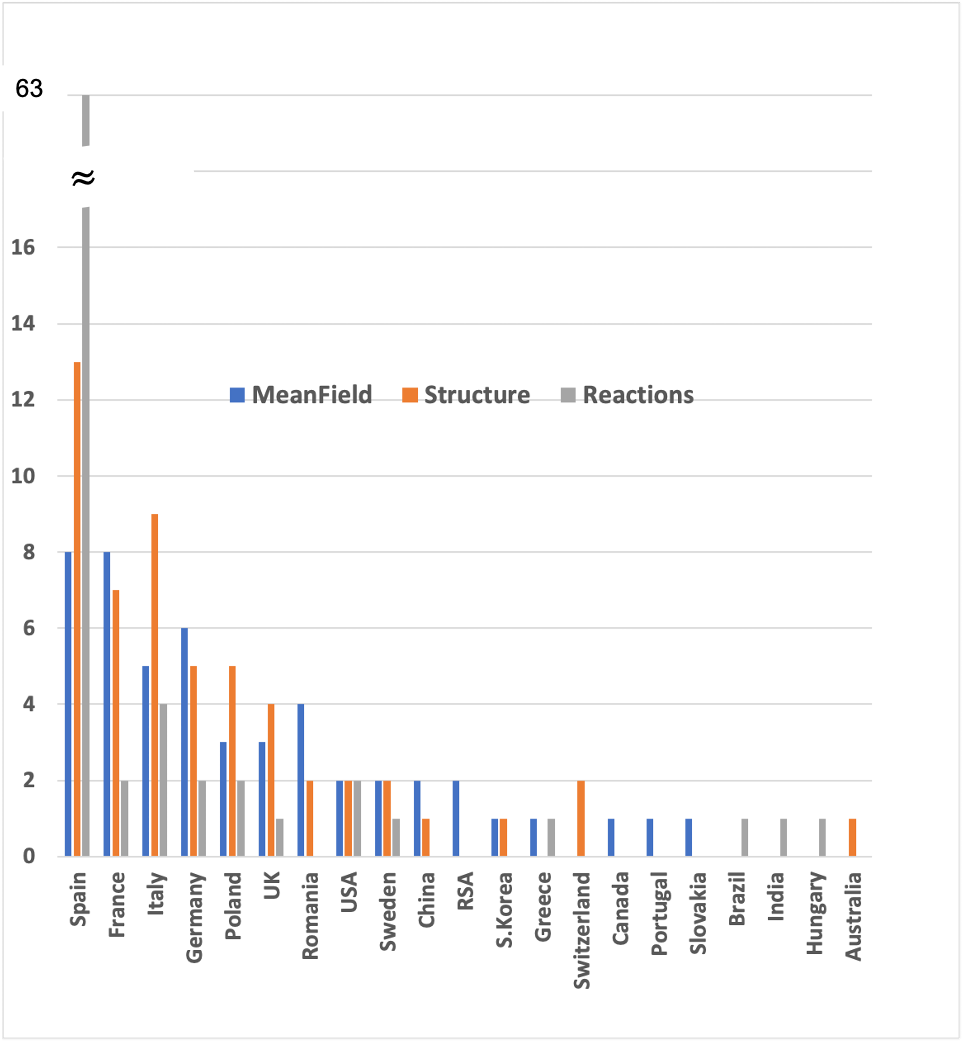 63
≈
16
14
12
MeanField Structure Reactions
10
8
6
4
2
0
Spain
France
Italy
Germany
Poland
UK
Romania
USA
Sweden
China
RSA
S.Korea
Greece
Switzerland
Canada
Portugal
Slovakia
Brazil
India
Hungary
Australia